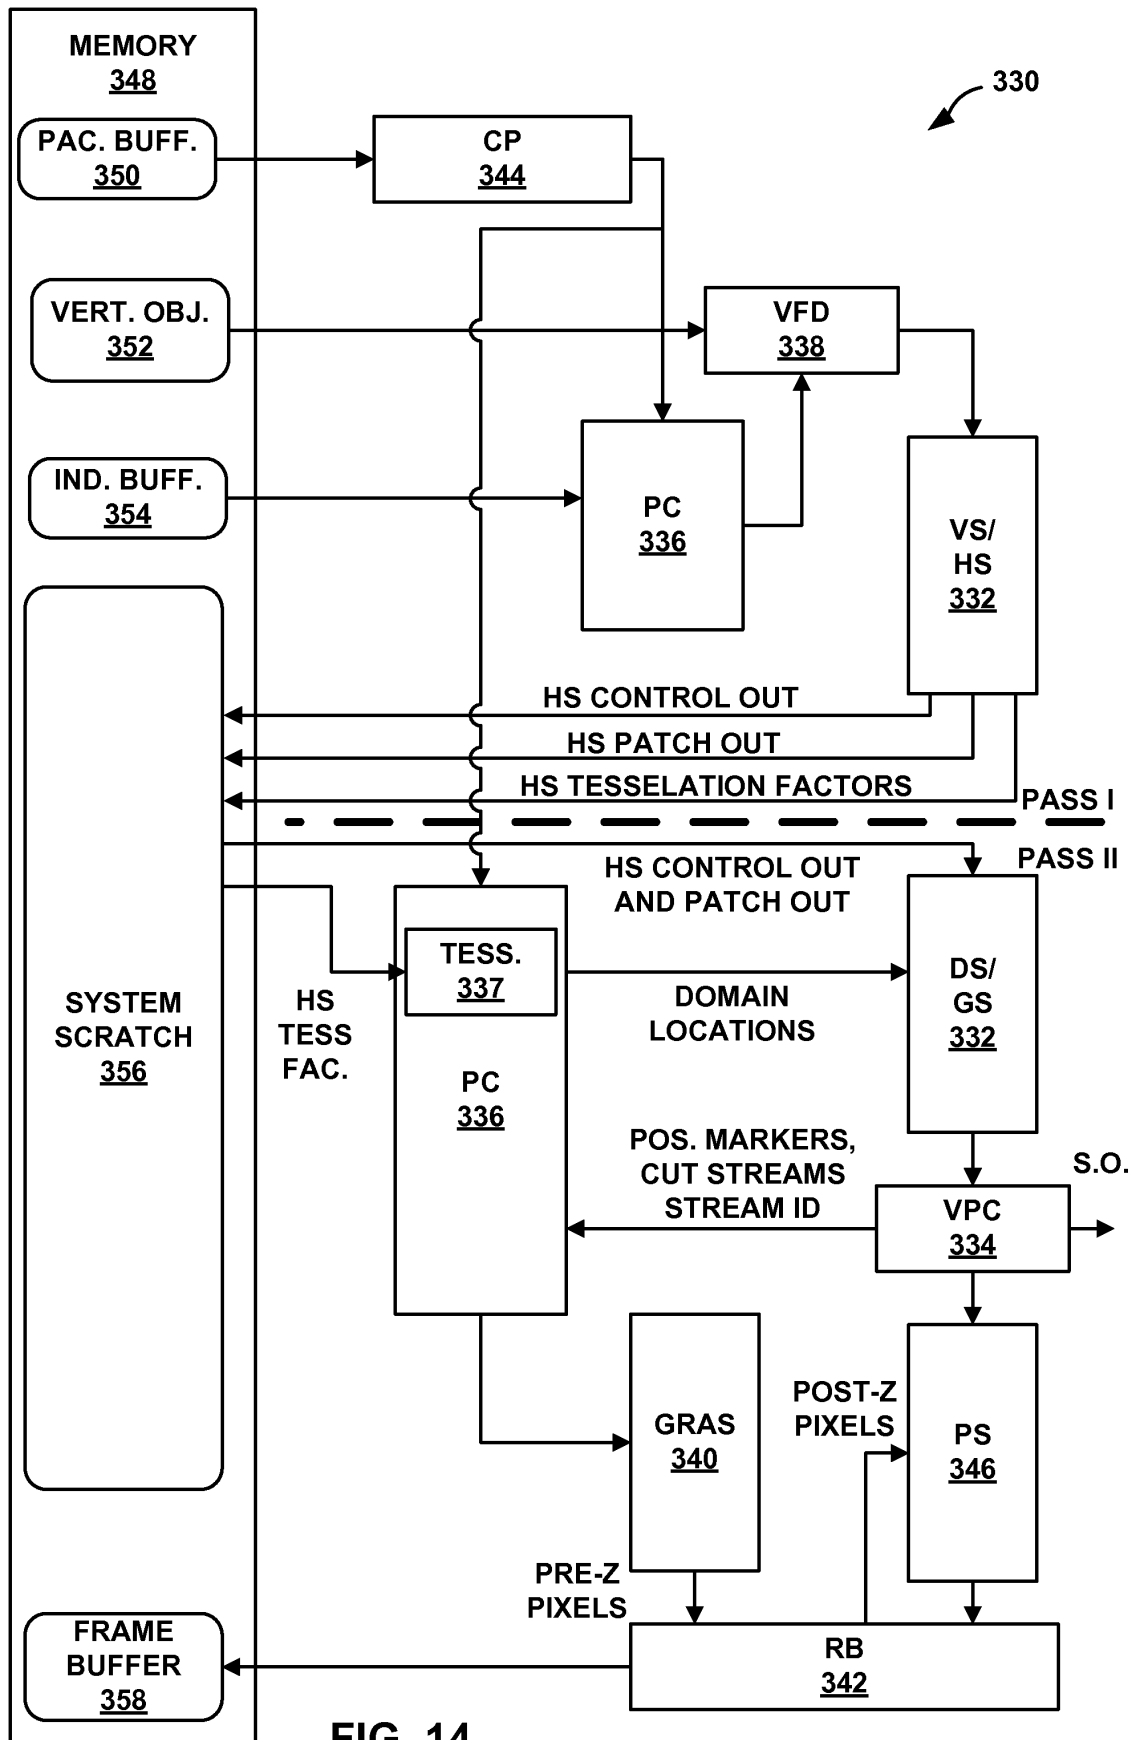 MEMORY
348
330
PAC. BUFF.
350
CP
344
VERT. OBJ.
352
VFD
338
IND. BUFF.
354
PC
336
VS/
HS
332
HS CONTROL OUT
HS PATCH OUT
HS TESSELATION FACTORS
PASS I
PASS II
HS CONTROL OUT
AND PATCH OUT
TESS.
337
DS/
GS
332
DOMAIN
LOCATIONS
SYSTEM
SCRATCH
356
HS
TESS
FAC.
PC
336
POS. MARKERS,
CUT STREAMS
STREAM ID
S.O.
VPC
334
POST-Z
PIXELS
GRAS
340
PS
346
PRE-Z
PIXELS
FRAME
BUFFER
358
RB
342
FIG. 14